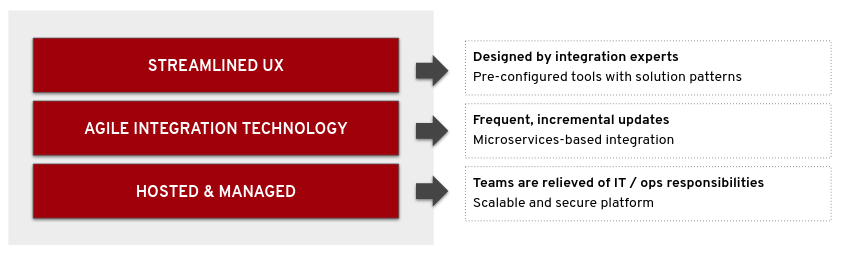 STREAMLINED UX
Designed by integration experts
Pre-configured tools with solution patterns
AGILE INTEGRATION TECHNOLOGY
Frequent, incremental updates
Microservices-based integration
HOSTED & MANAGED
Teams are relieved of IT / ops responsibilities
Scalable and secure platform